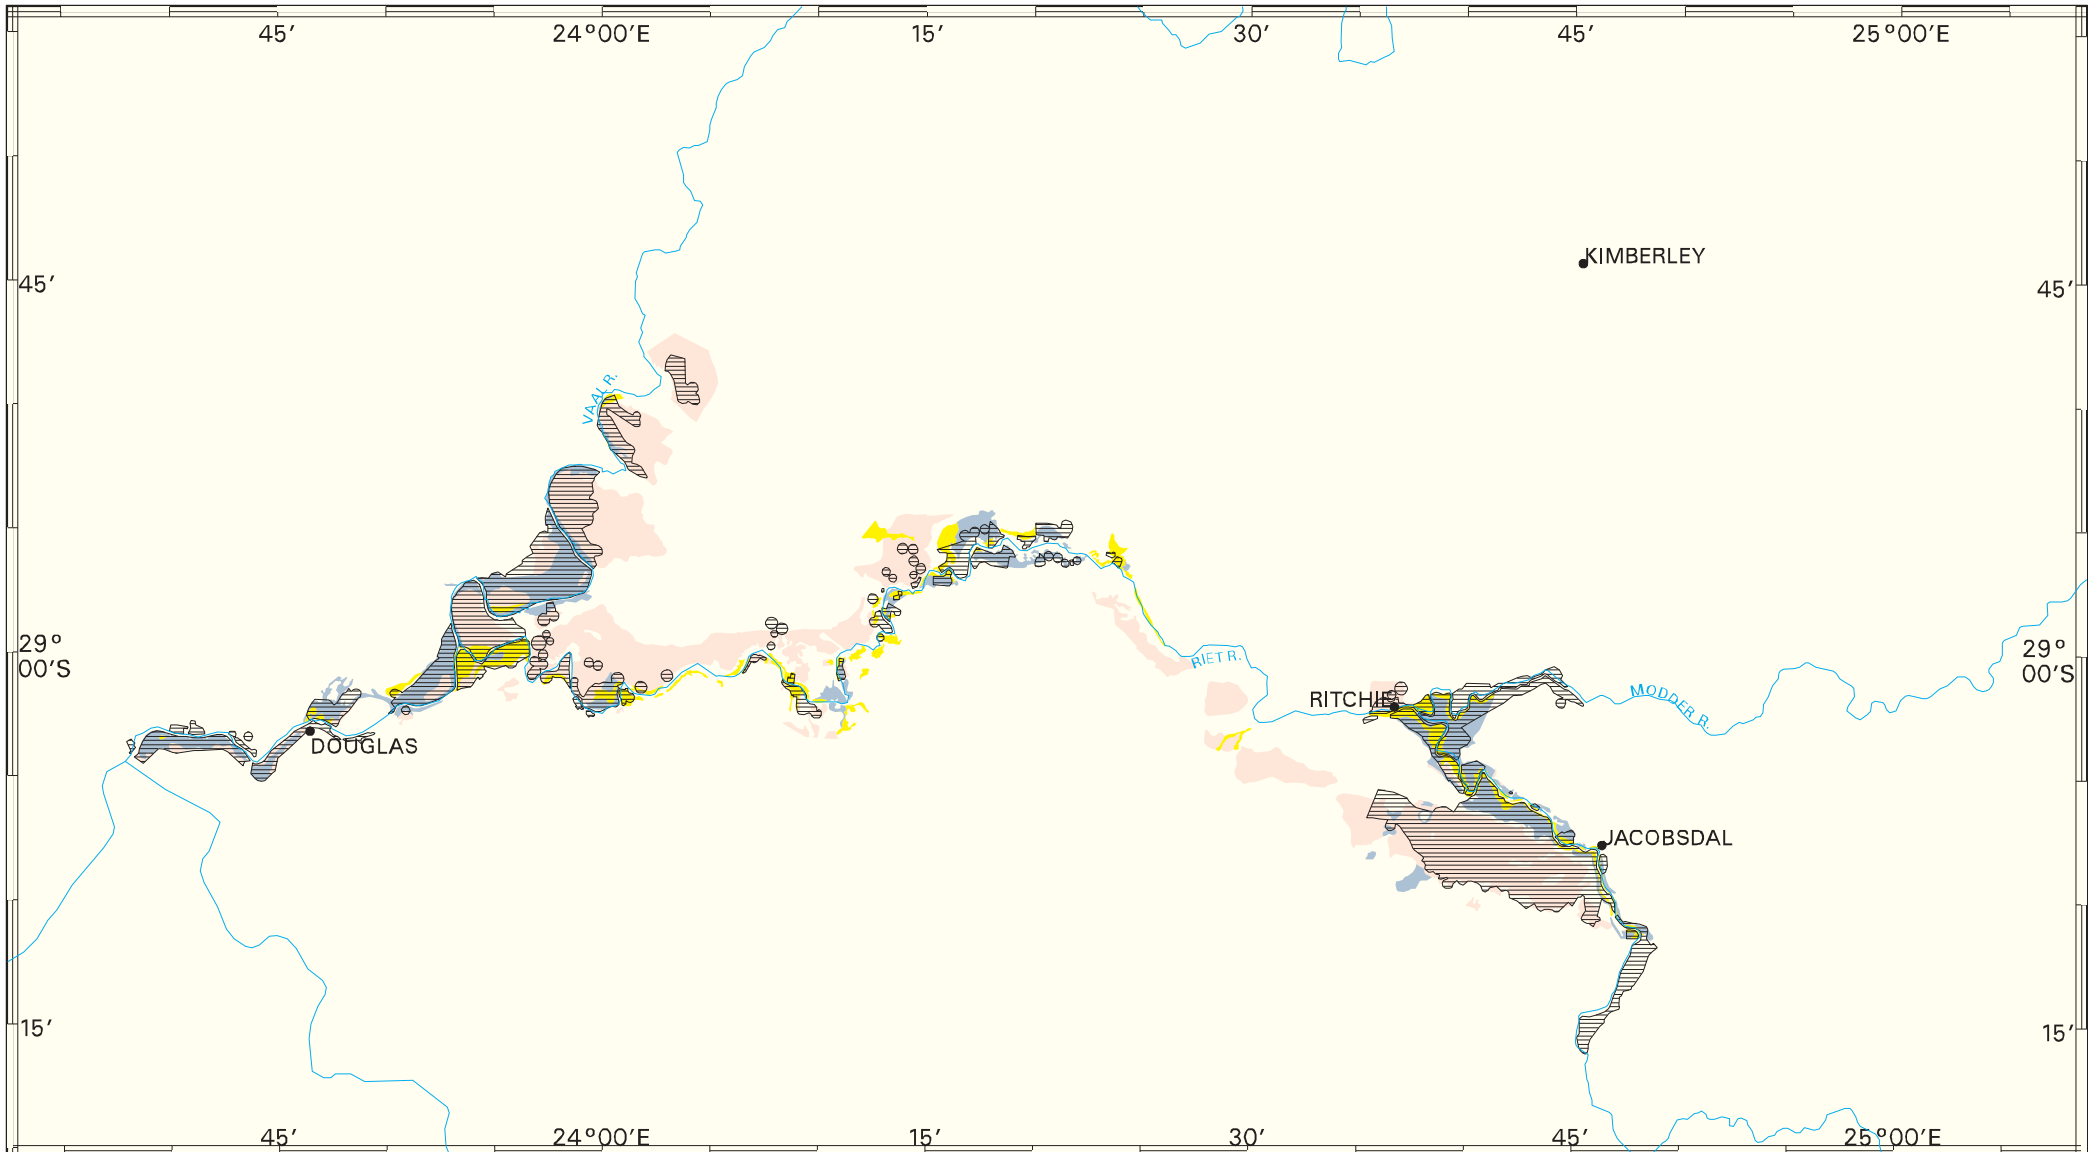 45′ 24°00′E 15′ 30′ 45′ 25°00′E
KIMBERLEY
45′ 45′
VAAL R.
29° 29°
00′S 00′S
RIET R.
RITCHIE
MODDER R.
DOUGLAS
JACOBSDAL
15′ 15′
45′ 24°00′E 15′ 30′ 45′ 25°00′E